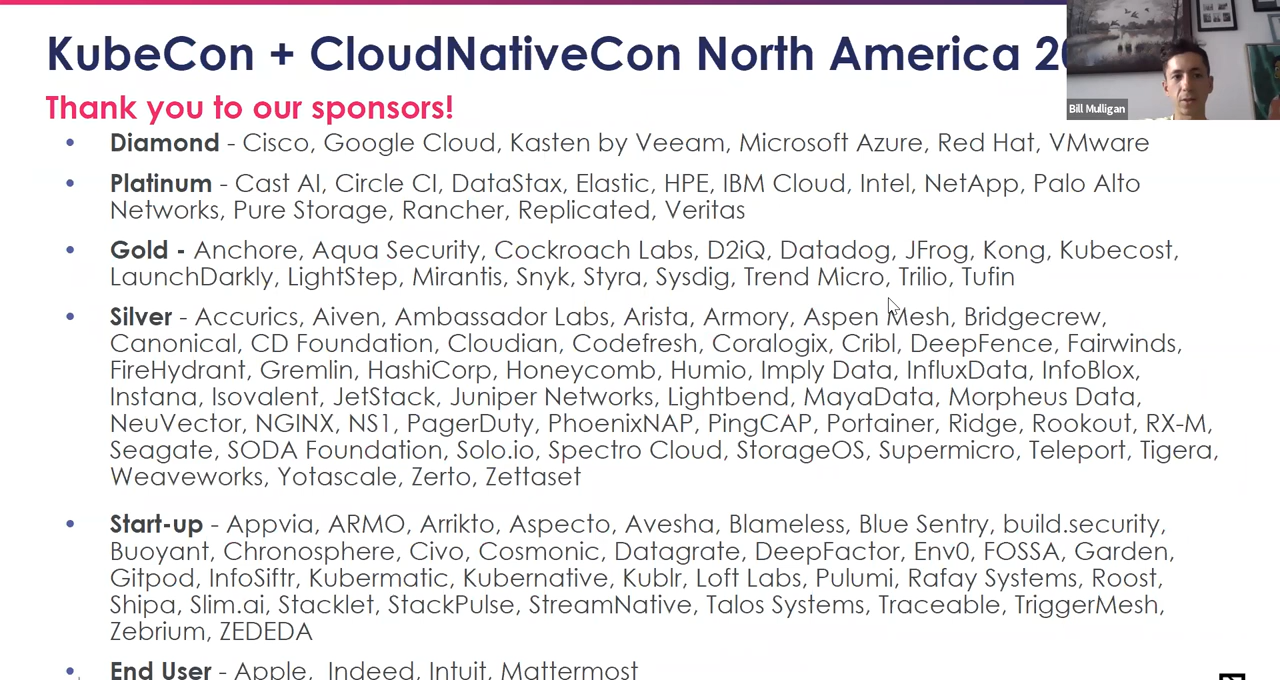 KubeCon + CloudNativeCon North America 20
Bill Mulligan
Thank you to our sponsors!
• Diamond - Cisco, Google Cloud, Kasten by Veeam, Microsoft Azure, Red Hat, VMware
• Platinum - Cast AI, Circle CI, DataStax, Elastic, HPE, IBM Cloud, Intel, NetApp, Palo Alto
Networks, Pure Storage, Rancher, Replicated, Veritas
• Gold - Anchore, Aqua Security, Cockroach Labs, D2iQ, Datadog, JFrog, Kong, Kubecost,
LaunchDarkly, LightStep, Mirantis, Snyk, Styra, Sysdig, Trend Micro, Trilio, Tufin
• Silver - Accurics, Aiven, Ambassador Labs, Arista, Armory, Aspen Mesh, Bridgecrew,
Canonical, CD Foundation, Cloudian, Codefresh, Coralogix, Cribl, DeepFence, Fairwinds,
FireHydrant, Gremlin, HashiCorp, Honeycomb, Humio, Imply Data, InfluxData, InfoBlox,
Instana, Isovalent, JetStack, Juniper Networks, Lightbend, MayaData, Morpheus Data,
NeuVector, NGINX, NS1, PagerDuty, PhoenixNAP, PingCAP, Portainer, Ridge, Rookout, RX-M,
Seagate, SODA Foundation, Solo.io, Spectro Cloud, StorageOS, Supermicro, Teleport, Tigera,
Weaveworks, Yotascale, Zerto, Zettaset
• Start-up - Appvia, ARMO, Arrikto, Aspecto, Avesha, Blameless, Blue Sentry, build.security,
Buoyant, Chronosphere, Civo, Cosmonic, Datagrate, DeepFactor, Env0, FOSSA, Garden,
Gitpod, InfoSiftr, Kubermatic, Kubernative, Kublr, Loft Labs, Pulumi, Rafay Systems, Roost,
Shipa, Slim.ai, Stacklet, StackPulse, StreamNative, Talos Systems, Traceable, TriggerMesh,
Zebrium, ZEDEDA
• End User - Apple, Indeed, Intuit, Mattermost